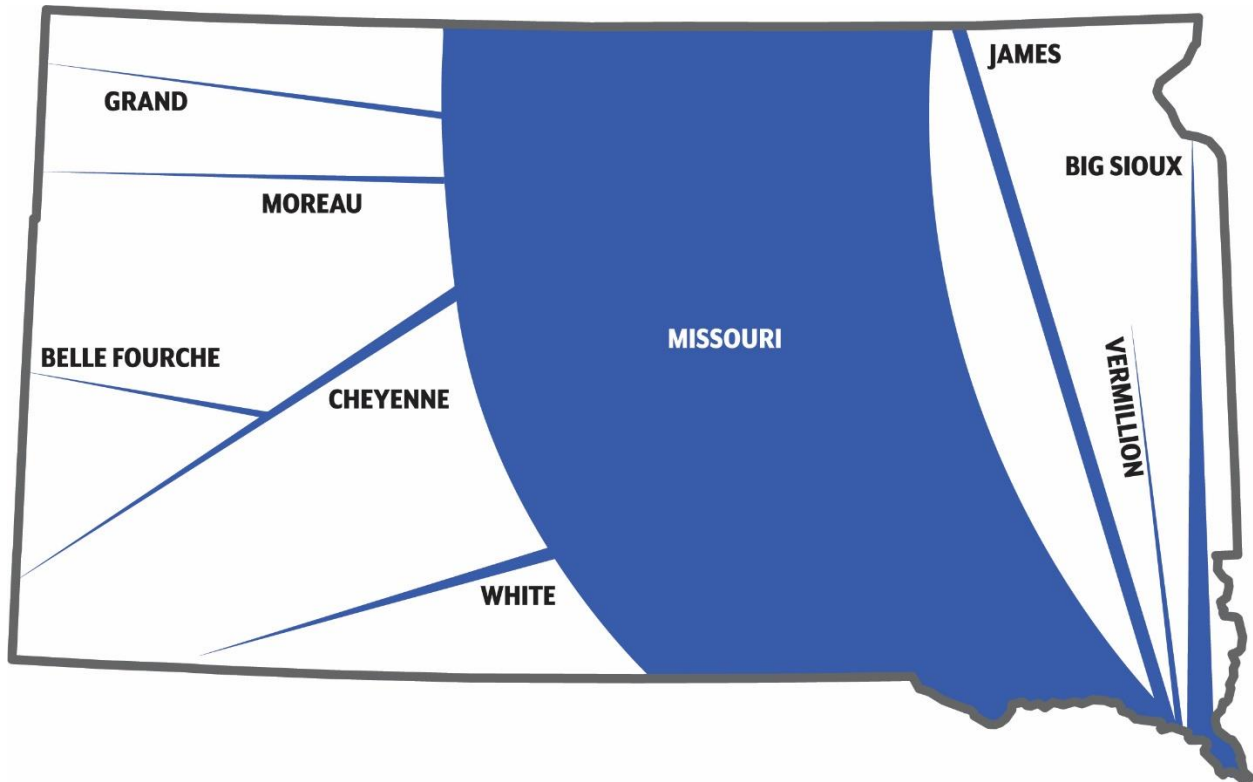 JAMES
GRAND
BIG SIOUX
MOREAU
MISSOURI
BELLE FOURCHE
CHEYENNE
VERMILLION
WHITE